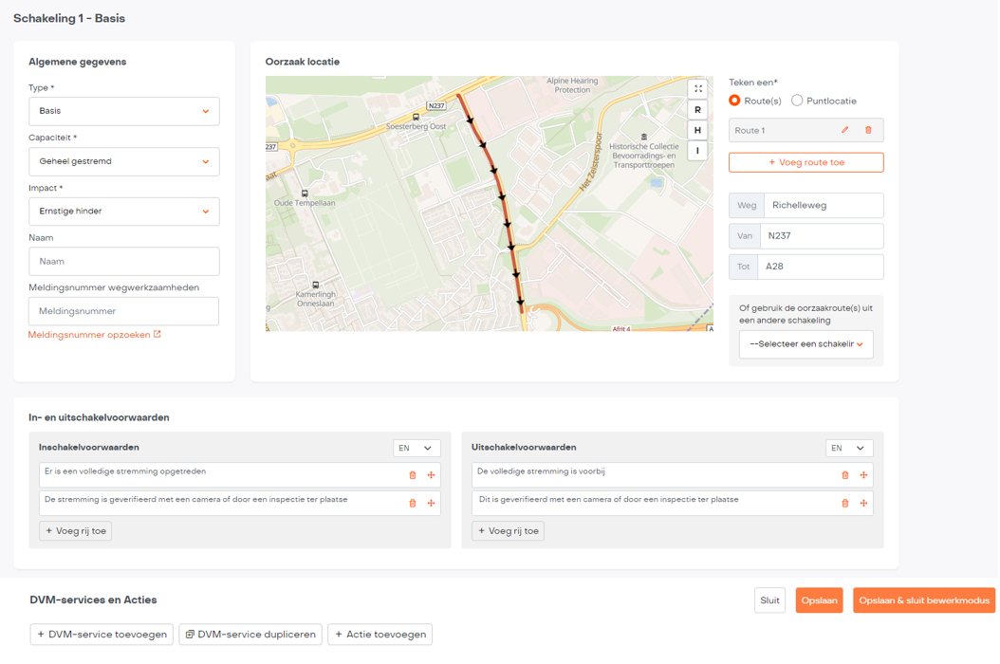 Schakeling 1 - Basis
Algemene gegevens
Type *
Basis
Capaciteit *
Geheel gestremd
Impact *
Ernstige hinder
Naam
Naam
Meldingsnummer wegwerkzaamheden
Meldingsnummer
Meldingsnummer opzoeken
Oorzaak locatie
Alpine Hearing
Protection
N237
Soesterberg Oost
237
Historische Collectie
Bevoorradings- en
Transporttroepen
Het Zeisterspoor
Oude Tempellaan
Kamerlingh
Onneslaan
Afrit 4
R
H
I
Teken een*
Route(s)
Puntlocatie
Route 1
+ Voeg route toe
Weg Richelleweg
Van N237
Tot A28
Of gebruik de oorzaakroute(s) uit
een andere schakeling
--Selecteer een schakelir
In- en uitschakelvoorwaarden
Inschakelvoorwaarden
EN
Er is een volledige stremming opgetreden
De stremming is geverifieerd met een camera of door een inspectie ter plaatse
+ Voeg rij toe
Uitschakelvoorwaarden
EN
De volledige stremming is voorbij
Dit is geverifieerd met een camera of door een inspectie ter plaatse
+ Voeg rij toe
DVM-services en Acties
Sluit
Opslaan
Opslaan & sluit bewerkmodus
+ DVM-service toevoegen
DVM-service dupliceren
+ Actie toevoegen